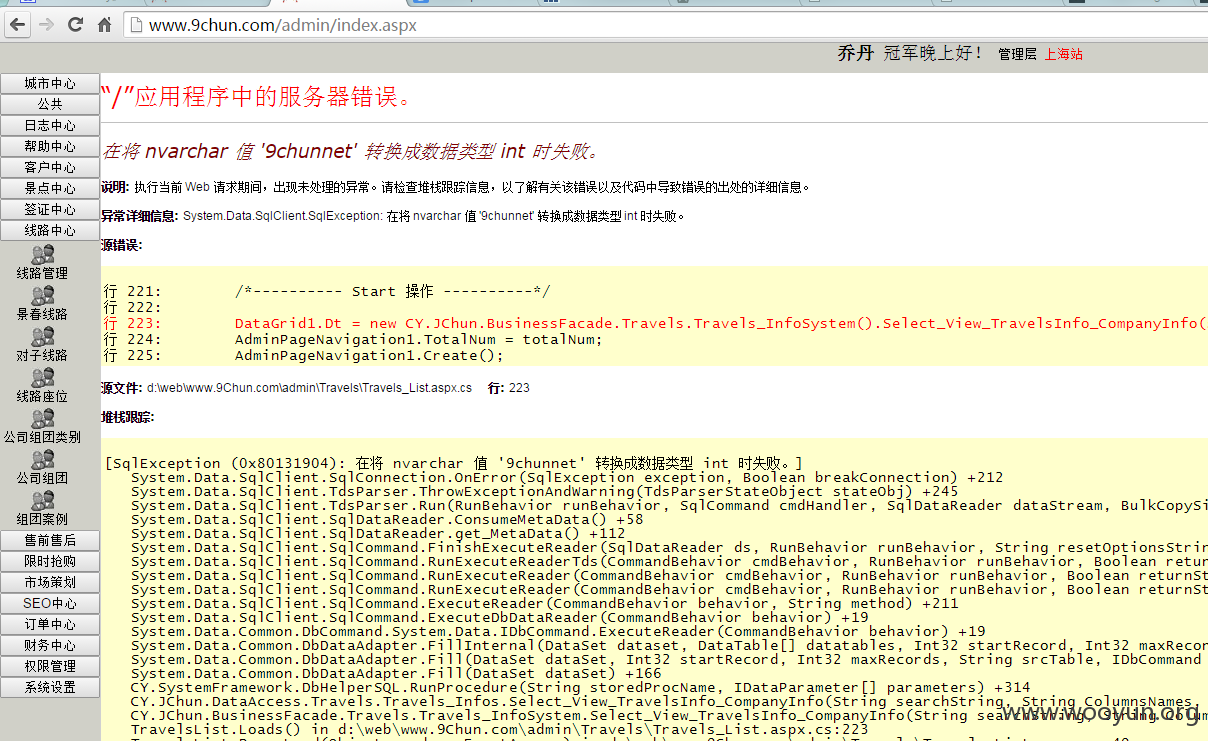 www.9chun.com/admin/index.aspx
乔丹 冠军晚上好！ 管理层 上海站
城市中心
公共
日志中心
帮助中心
客户中心
景点中心
签证中心
线路中心
线路管理
景春线路
对子线路
线路座位
公司组团类别
公司组团
组团案例
售前售后
限时抢购
市场策划
SEO中心
订单中心
财务中心
权限管理
系统设置
“/”应用程序中的服务器错误。
在将 nvarchar 值 '9chunnet' 转换成数据类型 int 时失败。
说明: 执行当前 Web 请求期间，出现未处理的异常。请检查堆栈跟踪信息，以了解有关该错误以及代码中导致错误的出处的详细信息。
异常详细信息: System.Data.SqlClient.SqlException: 在将 nvarchar 值 '9chunnet' 转换成数据类型 int 时失败。
源错误:
行 221: /*---------- Start 操作 ----------*/
行 222:
行 223: DataGrid1.Dt = new CY.JChun.BusinessFacade.Travels.Travels_InfoSystem().Select_View_TravelsInfo_CompanyInfo(
行 224: AdminPageNavigation1.TotalNum = totalNum;
行 225: AdminPageNavigation1.Create();
源文件: d:\web\www.9Chun.com\admin\Travels\Travels_List.aspx.cs 行: 223
堆栈跟踪:
[SqlException (0x80131904): 在将 nvarchar 值 '9chunnet' 转换成数据类型 int 时失败。]
System.Data.SqlClient.SqlConnection.OnError(SqlException exception, Boolean breakConnection) +212
System.Data.SqlClient.TdsParser.ThrowExceptionAndWarning(TdsParserStateObject stateObj) +245
System.Data.SqlClient.TdsParser.Run(RunBehavior runBehavior, SqlCommand cmdHandler, SqlDataReader dataStream, BulkCopySi
System.Data.SqlClient.SqlDataReader.ConsumeMetaData() +58
System.Data.SqlClient.SqlDataReader.get_MetaData() +112
System.Data.SqlClient.SqlCommand.FinishExecuteReader(SqlDataReader ds, RunBehavior runBehavior, String resetOptionsStrin
System.Data.SqlClient.SqlCommand.RunExecuteReaderTds(CommandBehavior cmdBehavior, RunBehavior runBehavior, Boolean retur
System.Data.SqlClient.SqlCommand.RunExecuteReader(CommandBehavior cmdBehavior, RunBehavior runBehavior, Boolean returnSt
System.Data.SqlClient.SqlCommand.RunExecuteReader(CommandBehavior cmdBehavior, RunBehavior runBehavior, Boolean returnSt
System.Data.SqlClient.SqlCommand.ExecuteReader(CommandBehavior behavior, String method) +211
System.Data.SqlClient.SqlCommand.ExecuteDbDataReader(CommandBehavior behavior) +19
System.Data.Common.DbCommand.System.Data.IDbCommand.ExecuteReader(CommandBehavior behavior) +19
System.Data.Common.DbDataAdapter.FillInternal(DataSet dataset, DataTable[] datatables, Int32 startRecord, Int32 maxRecor
System.Data.Common.DbDataAdapter.Fill(DataSet dataSet, Int32 startRecord, Int32 maxRecords, String srcTable, IDbCommand
System.Data.Common.DbDataAdapter.Fill(DataSet dataSet) +166
CY.SystemFramework.DbHelperSQL.RunProcedure(String storedProcName, IDataParameter[] parameters) +314
CY.JChun.DataAccess.Travels.Travels_Infos.Select_View_TravelsInfo_CompanyInfo(String searchString, String ColumnsNames,
CY.JChun.BusinessFacade.Travels.Travels_InfoSystem.Select_View_TravelsInfo_CompanyInfo(String searchString, String Colum
TravelsList.Loads() in d:\web\www.9Chun.com\admin\Travels\Travels_List.aspx.cs:223
www.wooyun.org